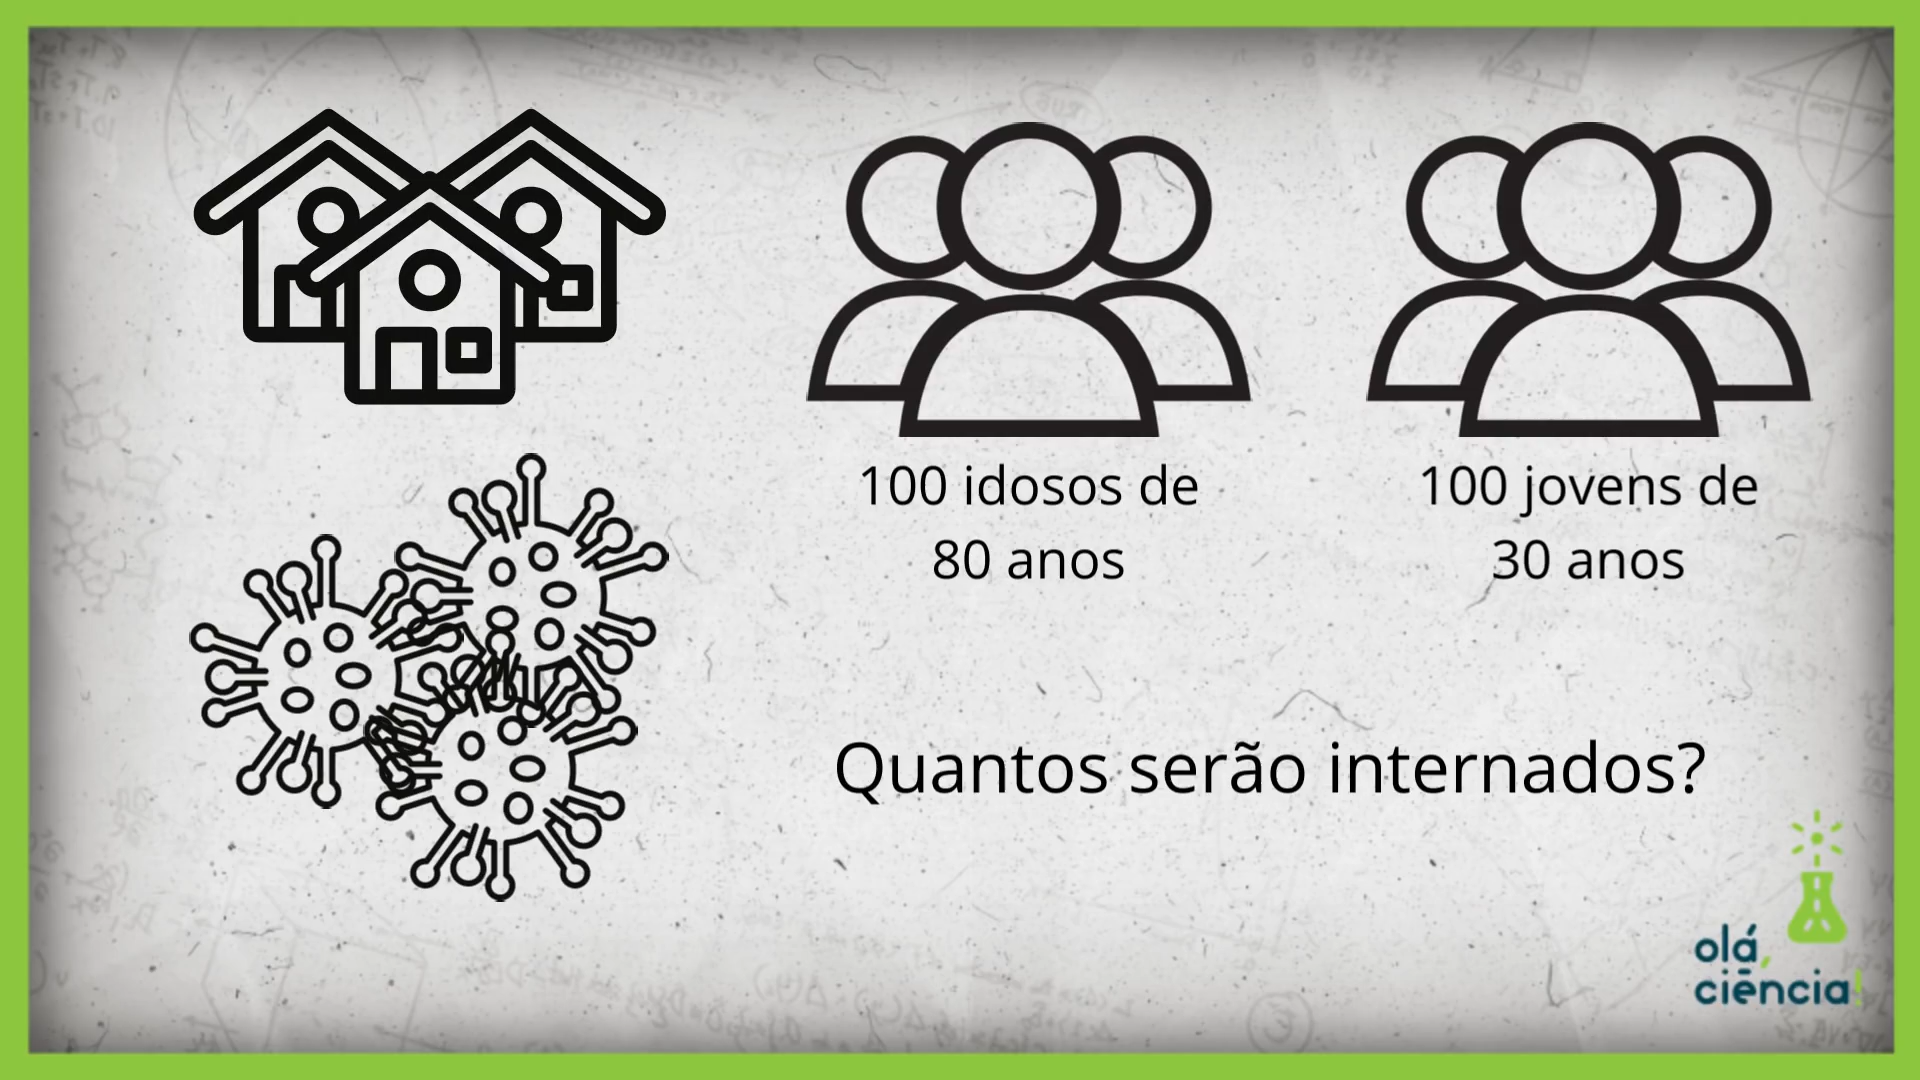 100 idosos de
80 anos
100 jovens de
30 anos
Quantos serão internados?
olá,
ciência!